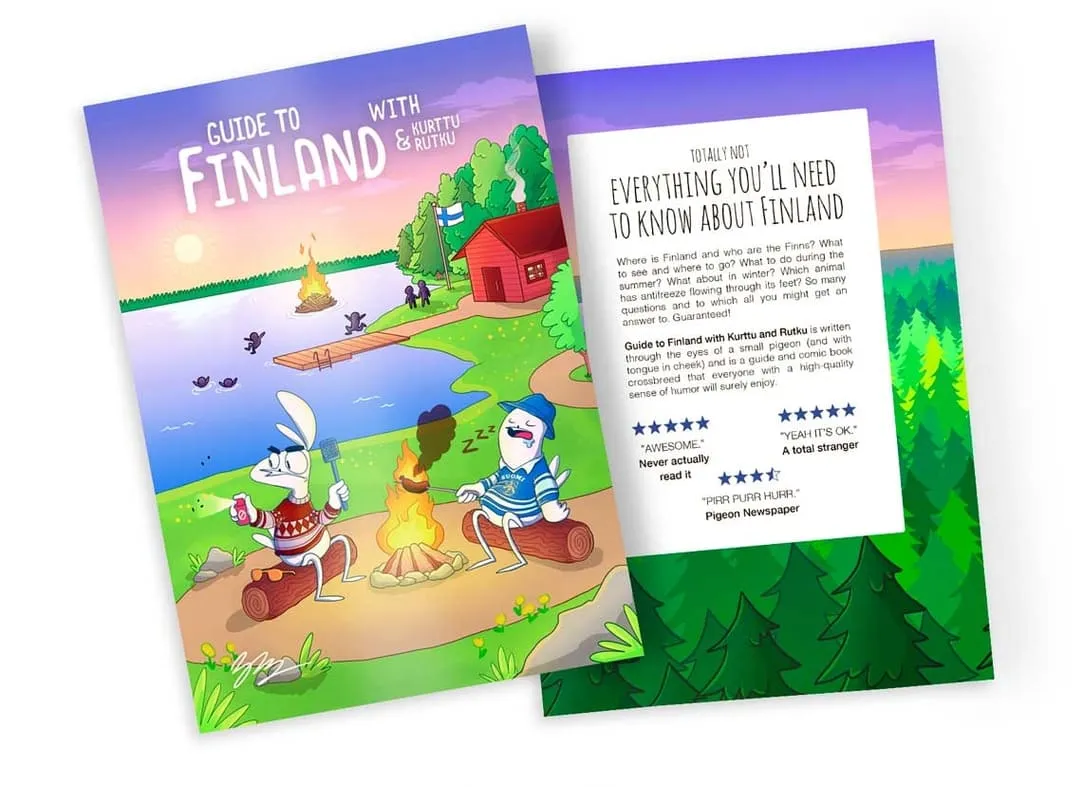 GUIDE TO
FINLAND
WITH
& KURTTU
RUTKU
SUOMI
ZZZ
TOTALLY NOT
EVERYTHING YOU'LL NEED
TO KNOW ABOUT FINLAND
Where is Finland and who are the Finns? What
to see and where to go? What to do during the
summer? What about in winter? Which animal
has antifreeze flowing through its feet? So many
questions and to which all you might get an
answer to. Guaranteed!
Guide to Finland with Kurttu and Rutku is written
through the eyes of a small pigeon (and with
tongue in cheek) and is a guide and comic book
crossbreed that everyone with a high-quality
sense of humor will surely enjoy.
"AWESOME."
Never actually
read it
"YEAH IT'S OK."
A total stranger
"PIRR PURR HURR."
Pigeon Newspaper